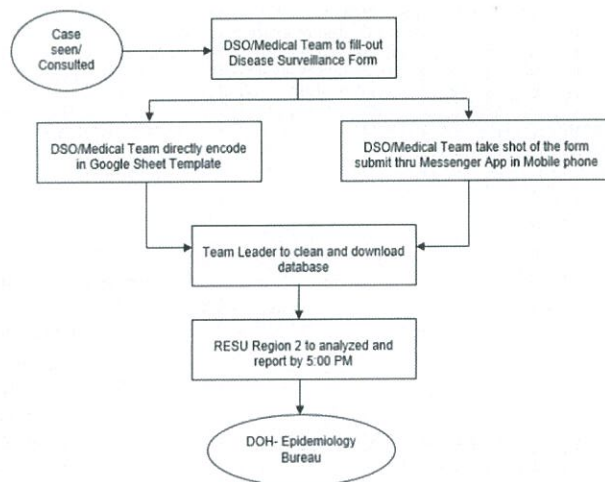 Case
seen/
Consulted
DSO/Medical Team to fill-out
Disease Surveillance Form
DSO/Medical Team directly encode
in Google Sheet Template
DSO/Medical Team take shot of the form
submit thru Messenger App in Mobile phone
Team Leader to clean and download
database
RESU Region 2 to analyzed and
report by 5:00 PM
DOH- Epidemiology
Bureau